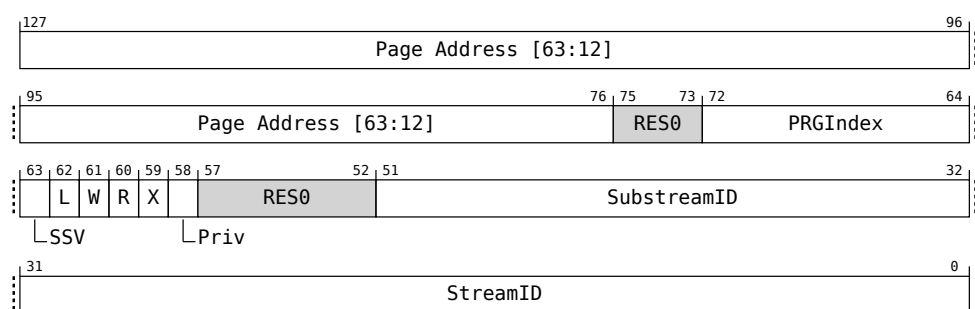 127 96
Page Address [63:12]
95 76 75 73 72 64
Page Address [63:12] RES0 PRGIndex
63 62 61 60 59 58 57 52 51 32
L W R X RES0 SubstreamID
SSV Priv
31 0
StreamID